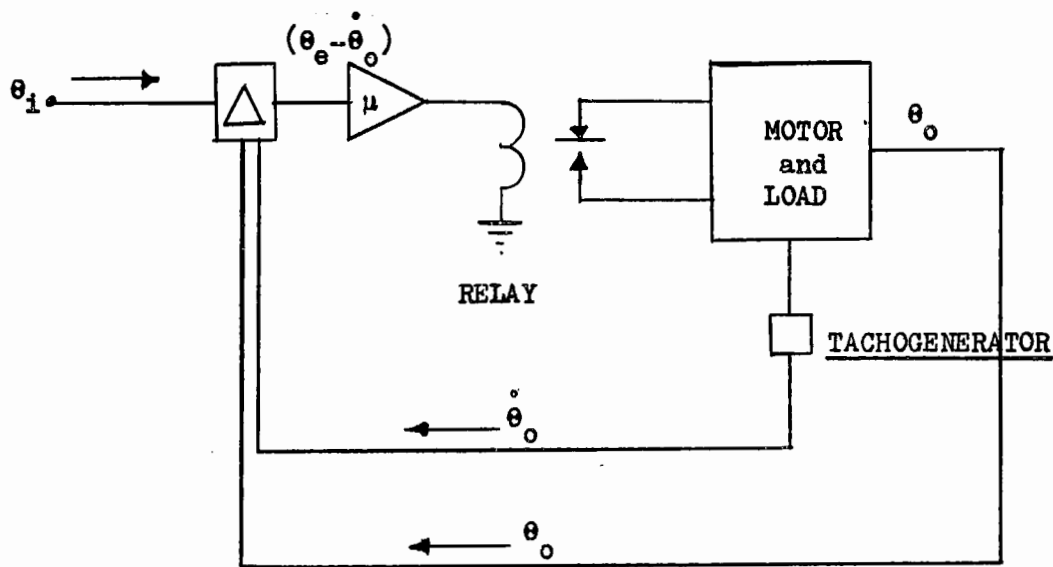 (θe-θ̇o)
θi
Δ
μ
MOTOR
and
LOAD
θo
RELAY
TACHOGENERATOR
θ̇o
θo